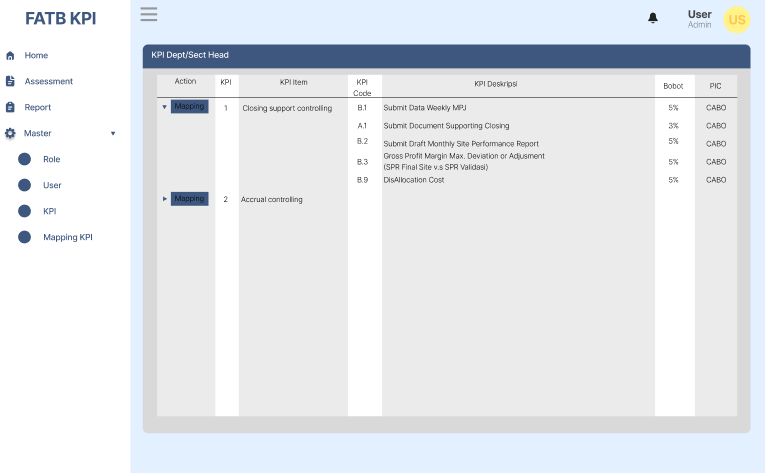 FATB KPI
User
Admin
US
Home
Assessment
Report
Master
Role
User
KPI
Mapping KPI
KPI Dept/Sect Head
Action KPI KPI Item KPI Code KPI Deskripsi Bobot PIC
Mapping 1 Closing support controlling B.1 Submit Data Weekly MPJ 5% CABO
A.1 Submit Document Supporting Closing 3% CABO
B.2 Submit Draft Monthly Site Performance Report 5% CABO
B.3 Gross Profit Margin Max. Deviation or Adjusment
(SPR Final Site v.s SPR Validasi) 5% CABO
B.9 DisAllocation Cost 5% CABO
Mapping 2 Accrual controlling